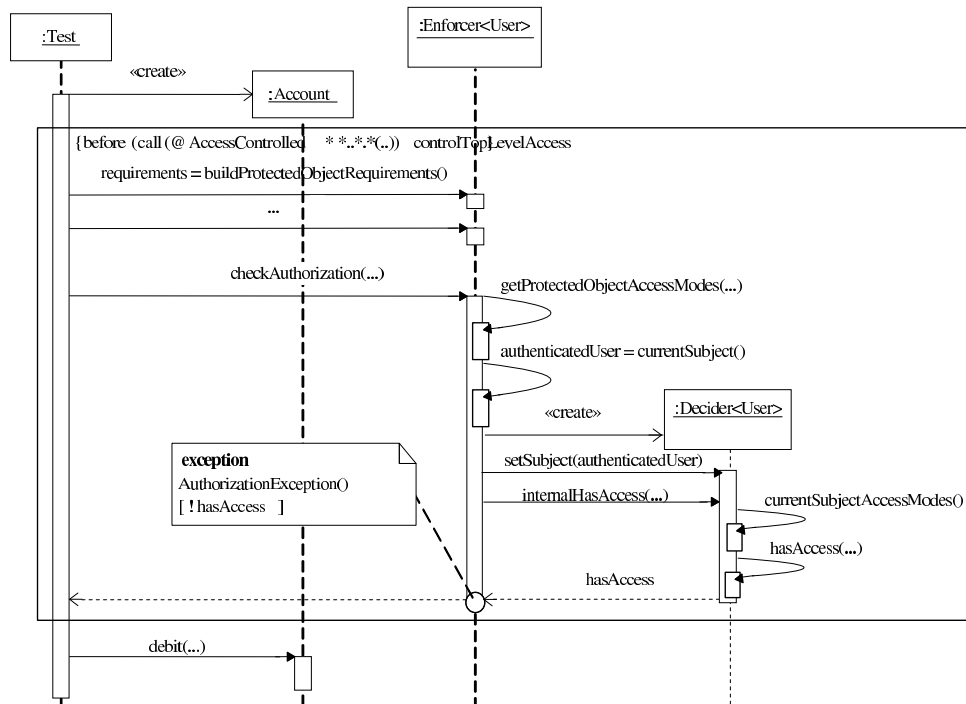 :Enforcer<User>
:Test
«create»
:Account
{before (call (@ AccessControlled * *..*.*(..)) controlTopLevelAccess
requirements = buildProtectedObjectRequirements()
...
checkAuthorization(...)
getProtectedObjectAccessModes(...)
authenticatedUser = currentSubject()
«create»
:Decider<User>
exception
AuthorizationException()
[ ! hasAccess ]
setSubject(authenticatedUser)
internalHasAccess(...)
currentSubjectAccessModes()
hasAccess(...)
hasAccess
debit(...)